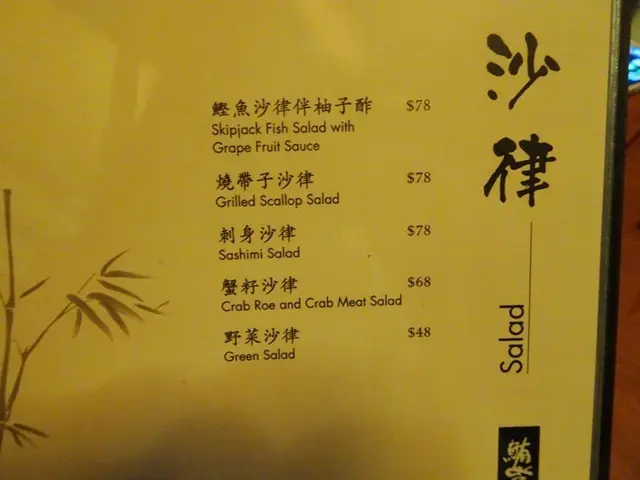 沙律
Salad
鰹魚沙律伴柚子酢 $78
Skipjack Fish Salad with
Grape Fruit Sauce
燒帶子沙律 $78
Grilled Scallop Salad
刺身沙律 $78
Sashimi Salad
蟹籽沙律 $68
Crab Roe and Crab Meat Salad
野菜沙律 $48
Green Salad